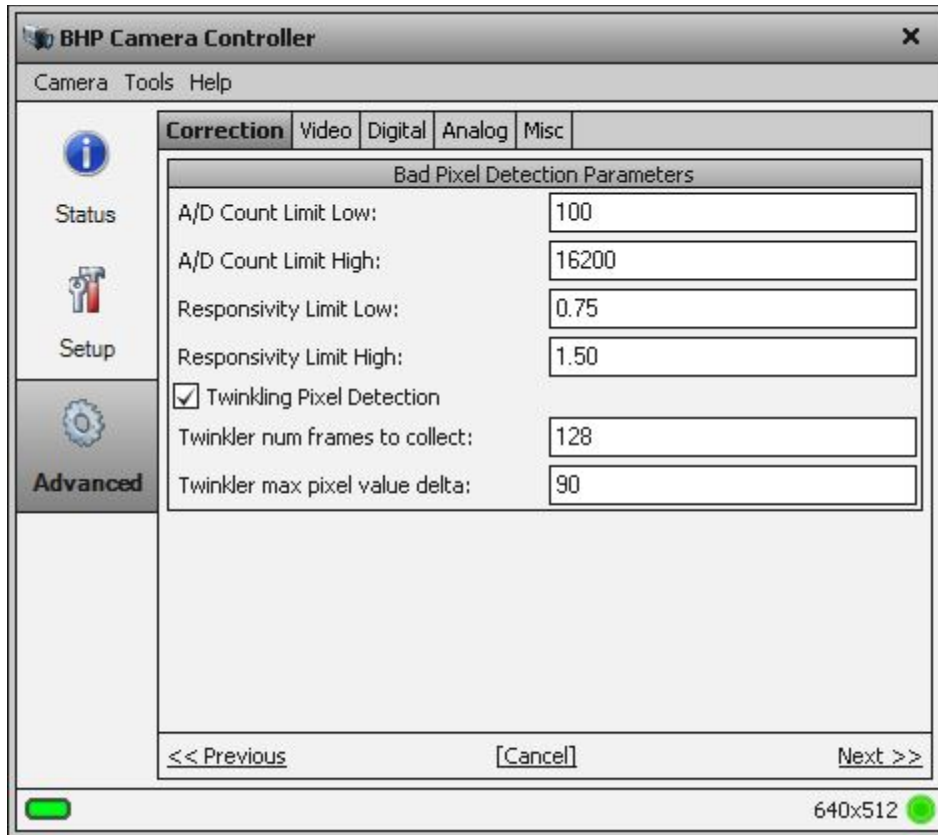 BHP Camera Controller
Camera Tools Help
Status
Setup
Advanced
Correction Video Digital Analog Misc
Bad Pixel Detection Parameters
A/D Count Limit Low: 100
A/D Count Limit High: 16200
Responsivity Limit Low: 0.75
Responsivity Limit High: 1.50
Twinkling Pixel Detection
Twinkler num frames to collect: 128
Twinkler max pixel value delta: 90
<< Previous [Cancel] Next >>
640x512